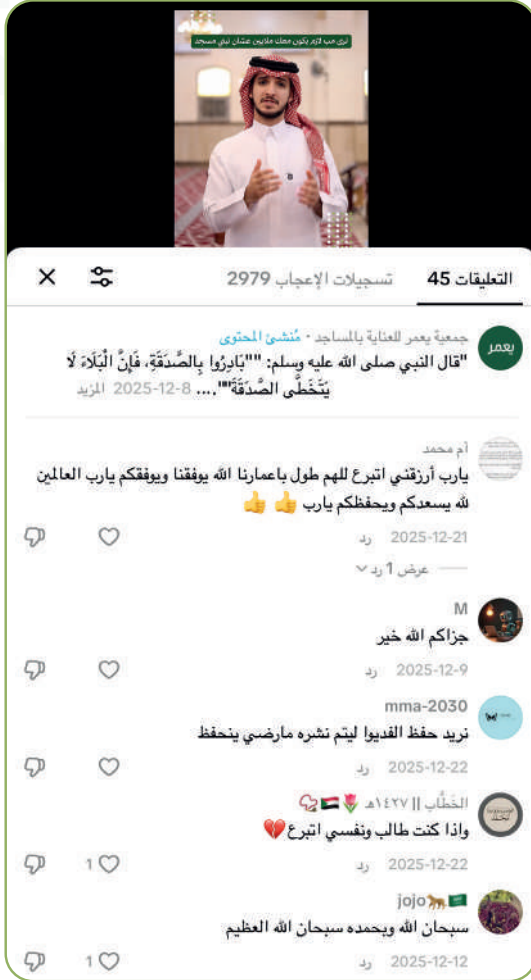 ترى مب لازم يكون معك ملايين عشان تبني مسجد
التعليقات 45
تسجيلات الإعجاب 2979
يعمر
جمعية يعمر للعناية بالمساجد · مُنشئ المحتوى
"قال النبي صلى الله عليه وسلم: ""بَادِرُوا بِالصَّدَقَةِ، فَإِنَّ الْبَلَاءَ لَا
يَتَخَطَّى الصَّدَقَةَ""....
2025-12-8 المزيد
آم محمد
يارب أرزقني اتبرع للهم طول باعمارنا الله يوفقنا ويوفقكم يارب العالمين
لله يسعدكم ويحفظكم يارب 👍 👍
2025-12-21 رد
عرض 1 رد
M
جزاكم الله خير
2025-12-9 رد
mma-2030
نريد حفظ الفديوا ليتم نشره مارضي ينحفظ
2025-12-22 رد
الخَطَّاب || ١٤٢٧هـ 🌷🇸🇩
واذا كنت طالب ونفسي اتبرع💔
2025-12-22 رد
1
jojo🐆🇸🇦
سبحان الله وبحمده سبحان الله العظيم
2025-12-12 رد
1